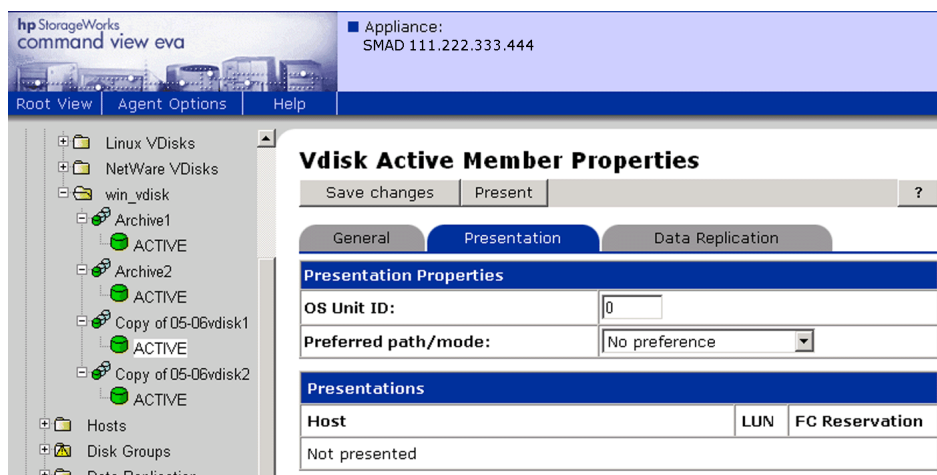 hp StorageWorks
command view eva
Appliance:
SMAD 111.222.333.444
Root View Agent Options Help
Linux VDisks
NetWare VDisks
win_vdisk
Archive1
ACTIVE
Archive2
ACTIVE
Copy of 05-06vdisk1
ACTIVE
Copy of 05-06vdisk2
ACTIVE
Hosts
Disk Groups
Data Replication
Vdisk Active Member Properties
Save changes Present ?
General Presentation Data Replication
Presentation Properties
OS Unit ID: 0
Preferred path/mode: No preference
Presentations
Host LUN FC Reservation
Not presented